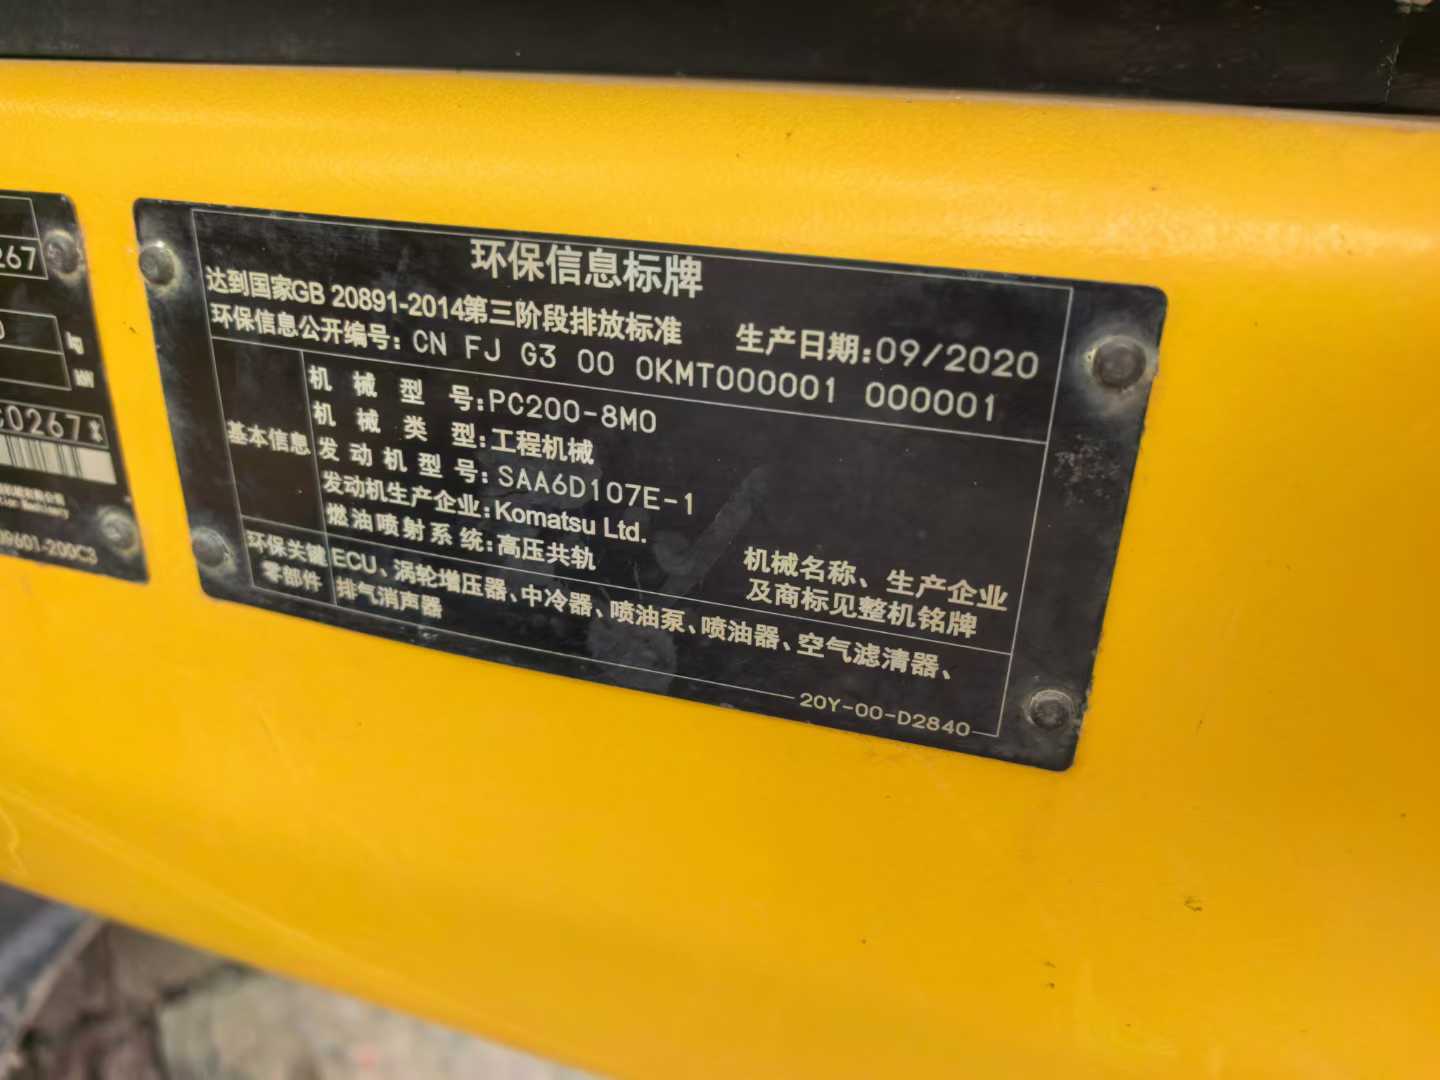 267
0
kg
kW
C0267
09601-200C3
环保信息标牌
达到国家GB 20891-2014第三阶段排放标准 生产日期:09/2020
环保信息公开编号: CN FJ G3 00 0KMT000001 000001
基本信息
机械型号:PC200-8M0
机械类型:工程机械
发动机型号:SAA6D107E-1
发动机生产企业:Komatsu Ltd.
燃油喷射系统:高压共轨
机械名称、生产企业
及商标见整机铭牌
环保关键
零部件
ECU、涡轮增压器、中冷器、喷油泵、喷油器、空气滤清器、
排气消声器
20Y-00-D2840